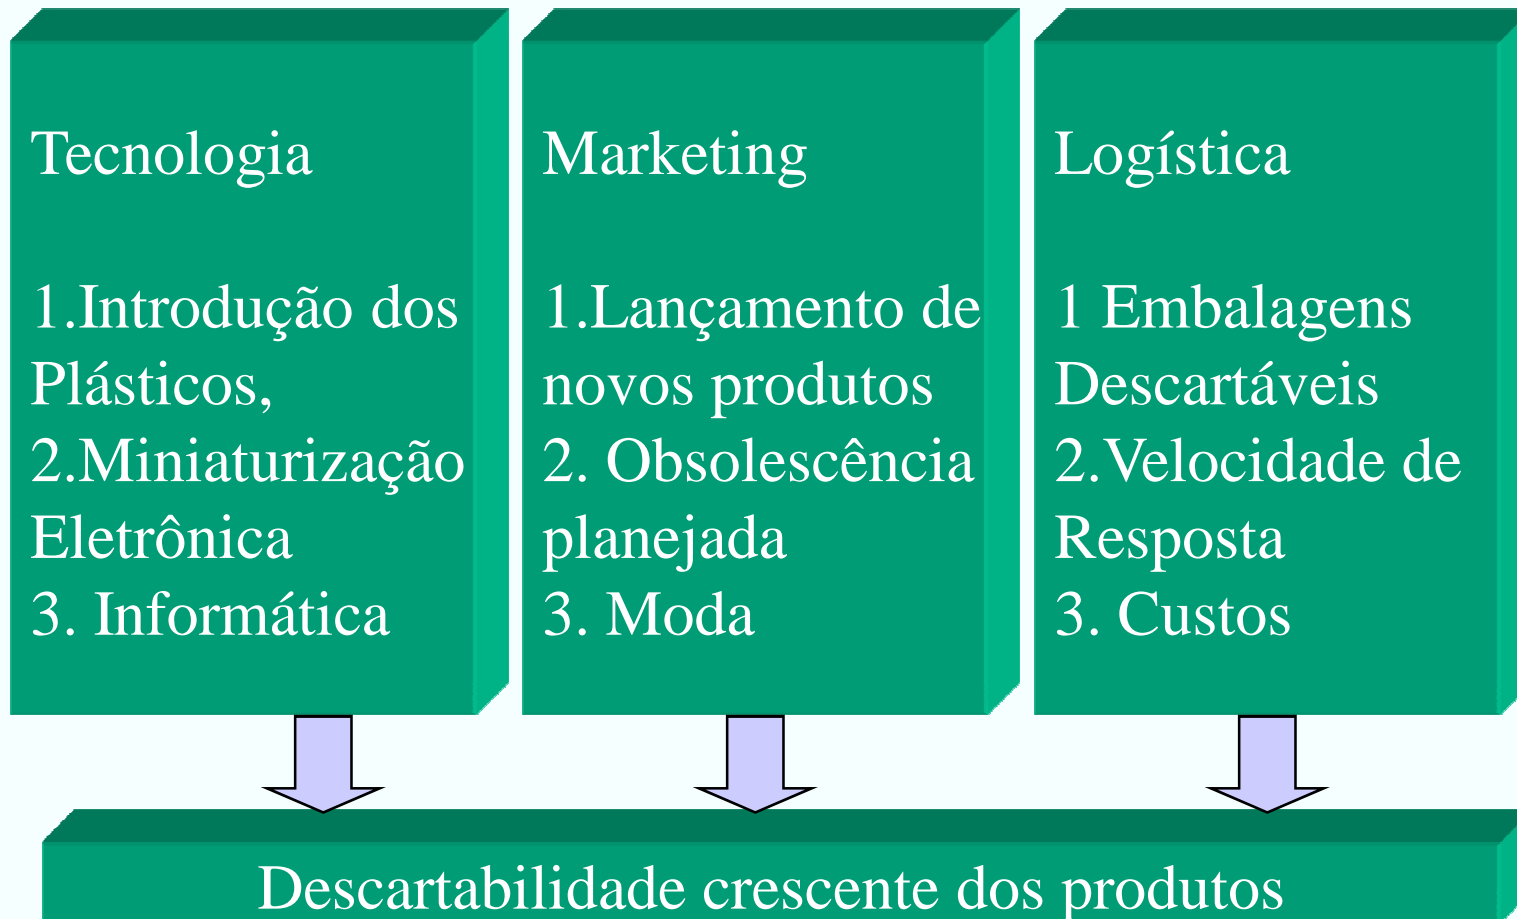 Tecnologia
1.Introdução dos
Plásticos,
2.Miniaturização
Eletrônica
3. Informática
Marketing
1.Lançamento de
novos produtos
2. Obsolescência
planejada
3. Moda
Logística
1 Embalagens
Descartáveis
2.Velocidade de
Resposta
3. Custos
Descartabilidade crescente dos produtos